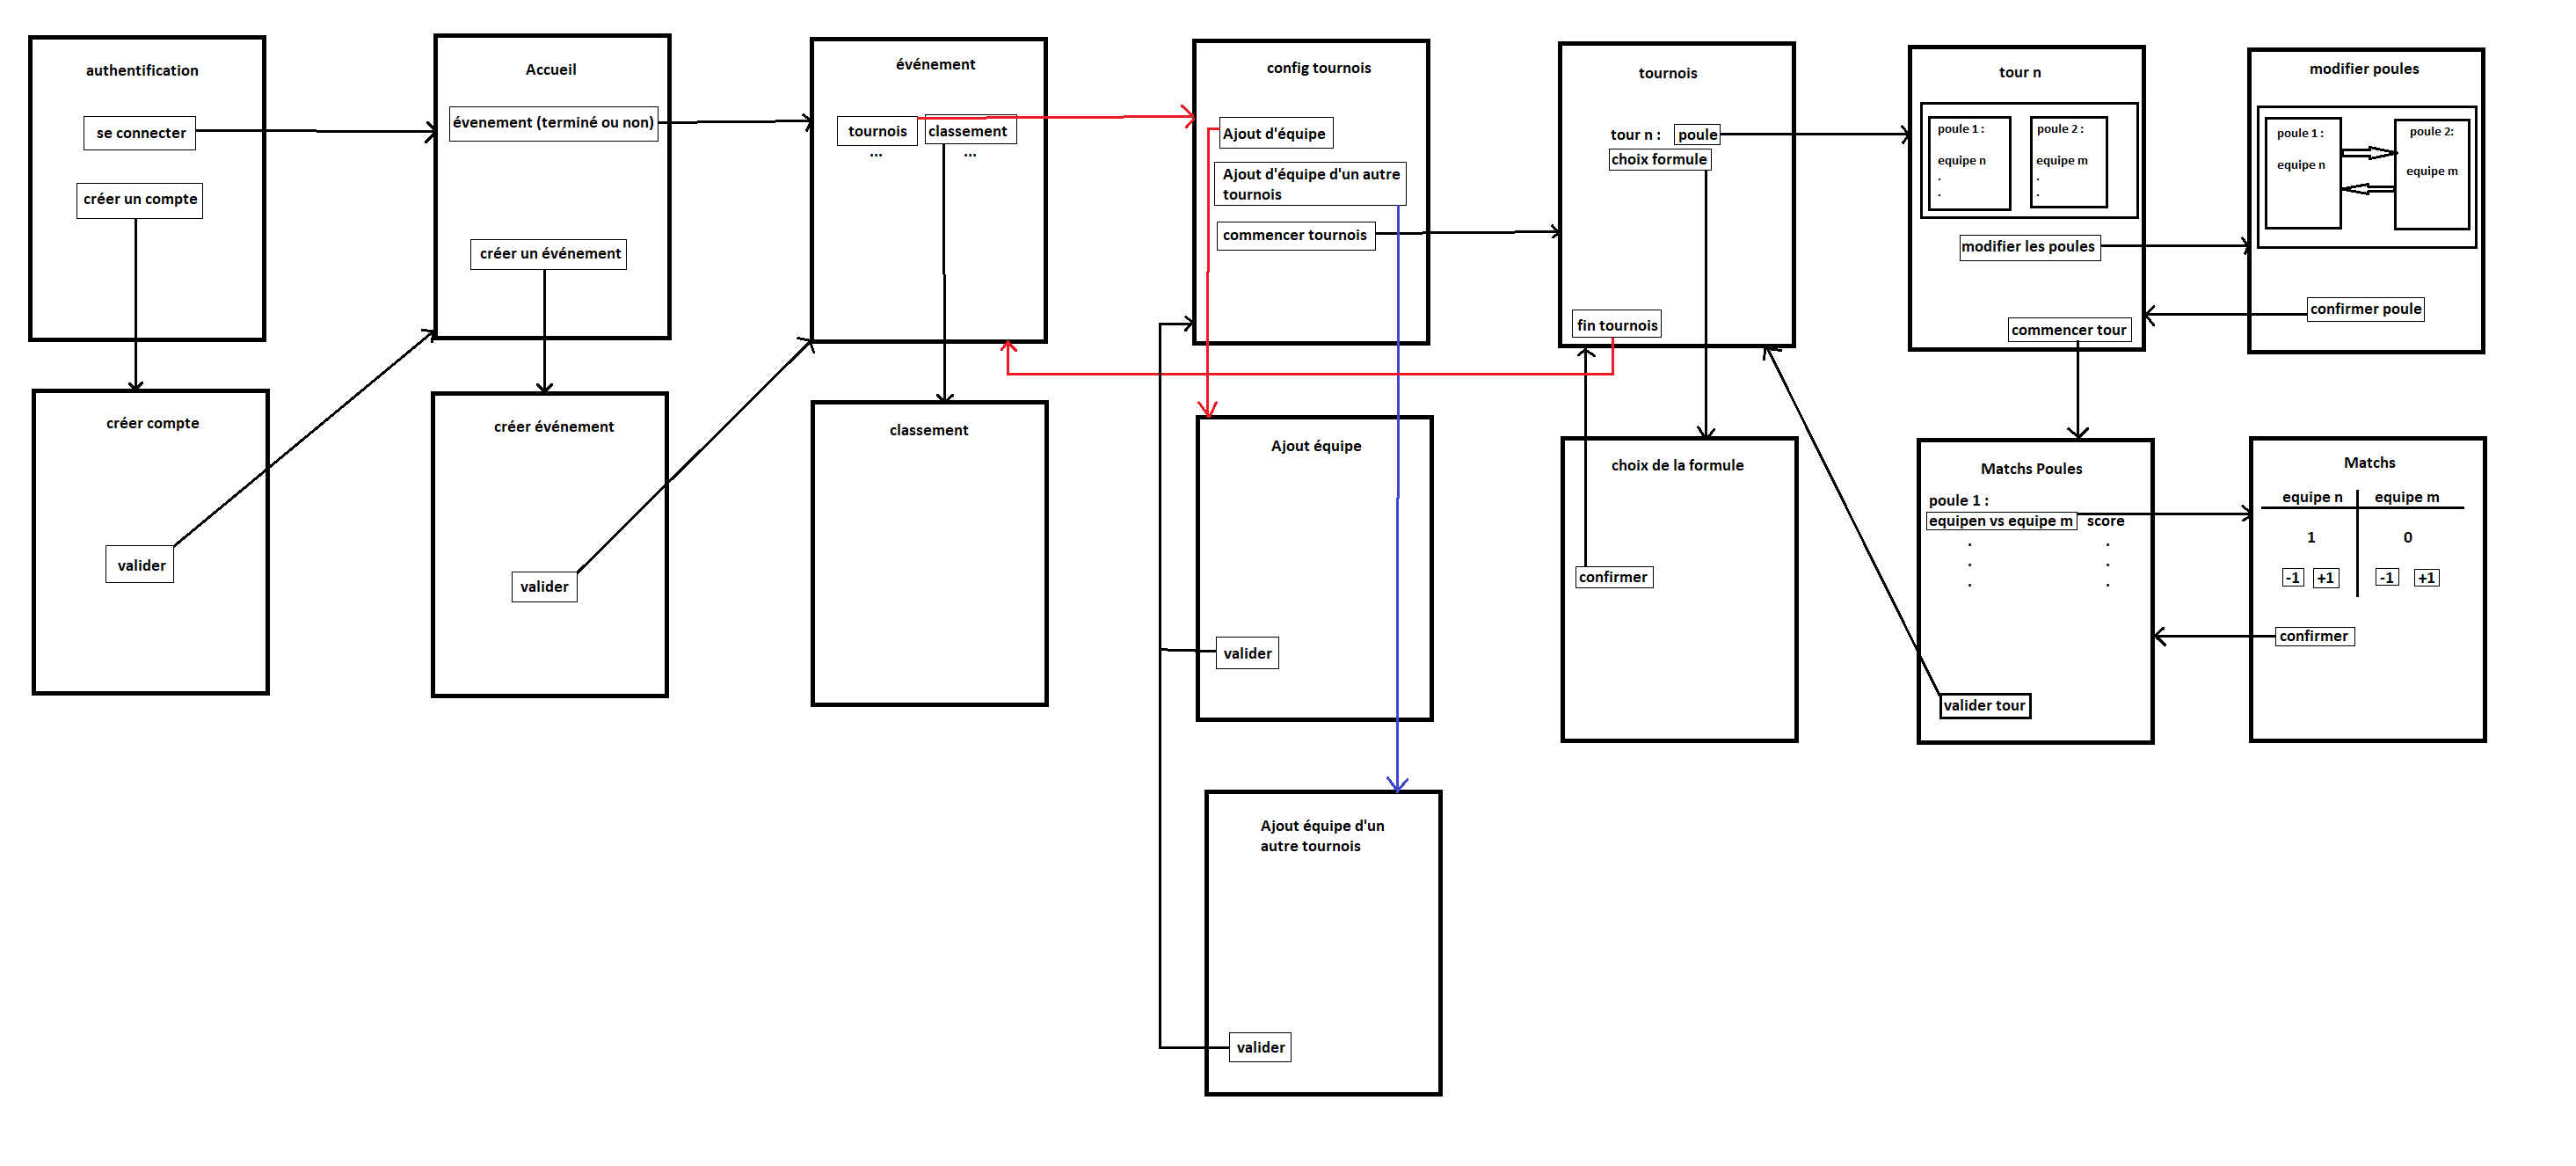 authentification
se connecter
créer un compte
Accueil
évenement (terminé ou non)
créer un événement
événement
tournois
classement
...
...
config tournois
Ajout d'équipe
Ajout d'équipe d'un autre
tournois
commencer tournois
tournois
tour n :
poule
choix formule
fin tournois
tour n
poule 1 :
equipe n
.
.
poule 2 :
equipe m
.
.
modifier les poules
commencer tour
modifier poules
poule 1 :
equipe n
poule 2:
equipe m
confirmer poule
créer compte
valider
créer événement
valider
classement
Ajout équipe
valider
choix de la formule
confirmer
Matchs Poules
poule 1 :
equipen vs equipe m score
. .
. .
. .
valider tour
Matchs
equipe n equipe m
1 0
-1 +1 -1 +1
confirmer
Ajout équipe d'un
autre tournois
valider